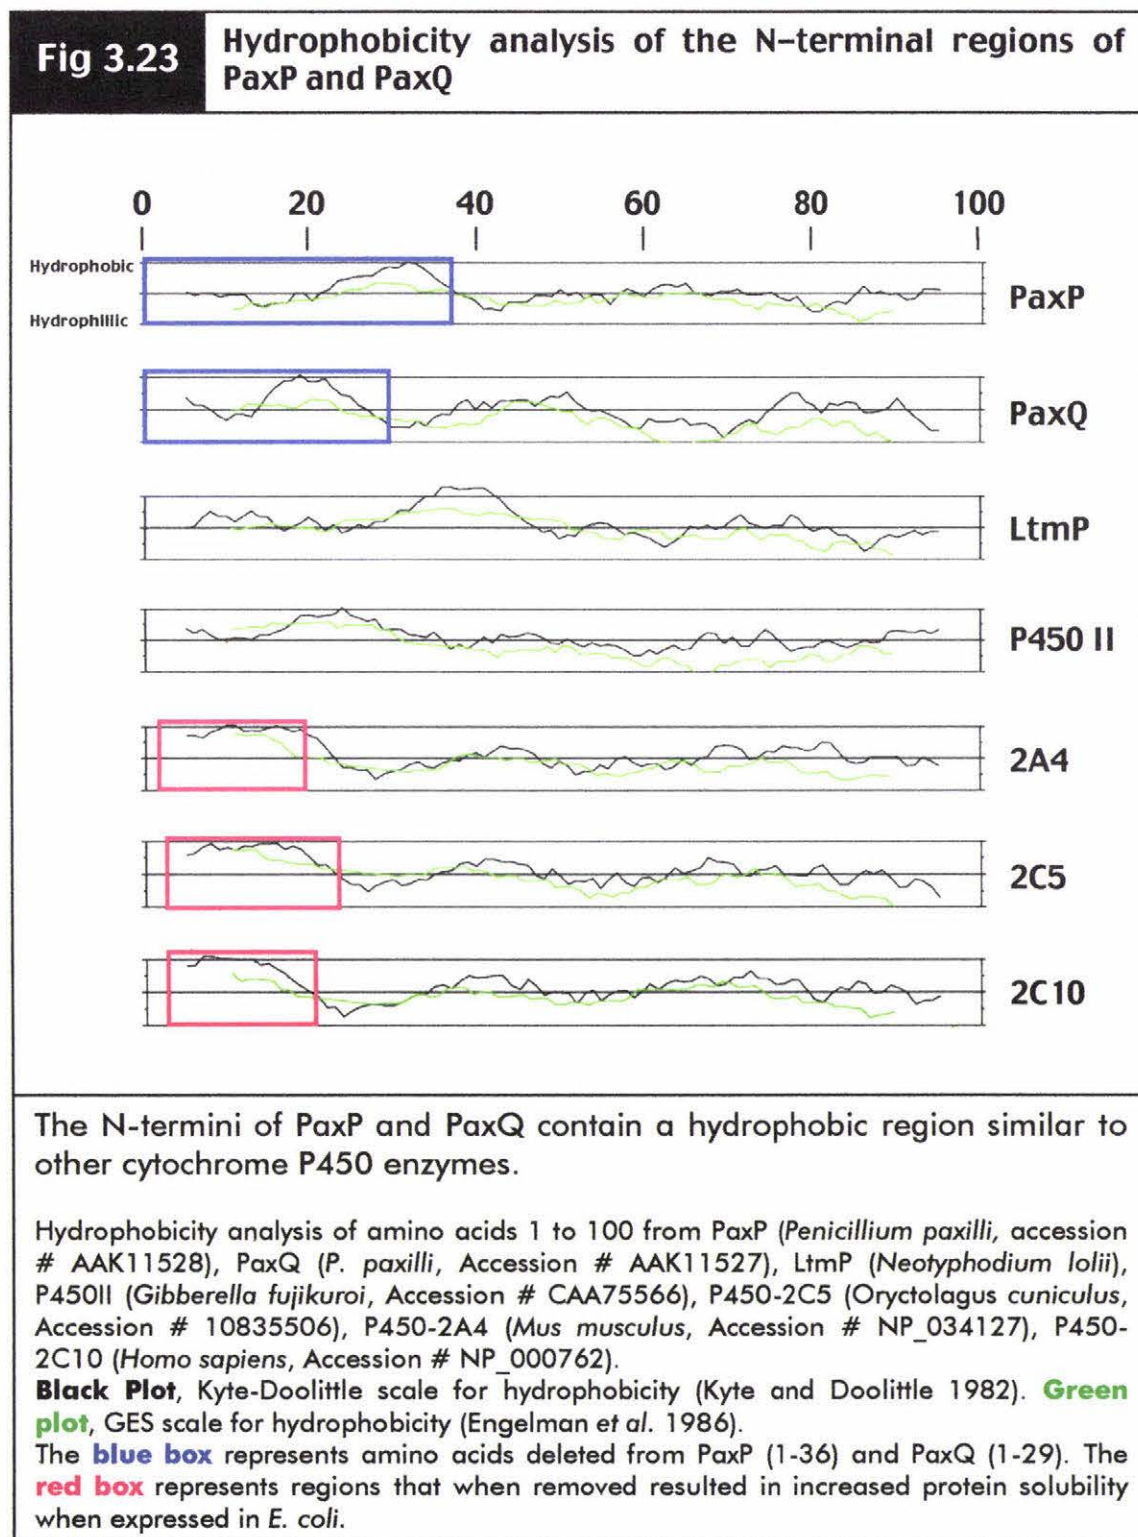 Fig 3.23
Hydrophobicity analysis of the N-terminal regions of
PaxP and PaxQ
0 20 40 60 80 100
Hydrophobic
Hydrophillic
PaxP
PaxQ
LtmP
P450 II
2A4
2C5
2C10
The N-termini of PaxP and PaxQ contain a hydrophobic region similar to
other cytochrome P450 enzymes.
Hydrophobicity analysis of amino acids 1 to 100 from PaxP (Penicillium paxilli, accession
# AAK11528), PaxQ (P. paxilli, Accession # AAK11527), LtmP (Neotyphodium lolii),
P450II (Gibberella fujikuroi, Accession # CAA75566), P450-2C5 (Oryctolagus cuniculus,
Accession # 10835506), P450-2A4 (Mus musculus, Accession # NP_034127), P450-
2C10 (Homo sapiens, Accession # NP_000762).
Black Plot, Kyte-Doolittle scale for hydrophobicity (Kyte and Doolittle 1982). Green
plot, GES scale for hydrophobicity (Engelman et al. 1986).
The blue box represents amino acids deleted from PaxP (1-36) and PaxQ (1-29). The
red box represents regions that when removed resulted in increased protein solubility
when expressed in E. coli.